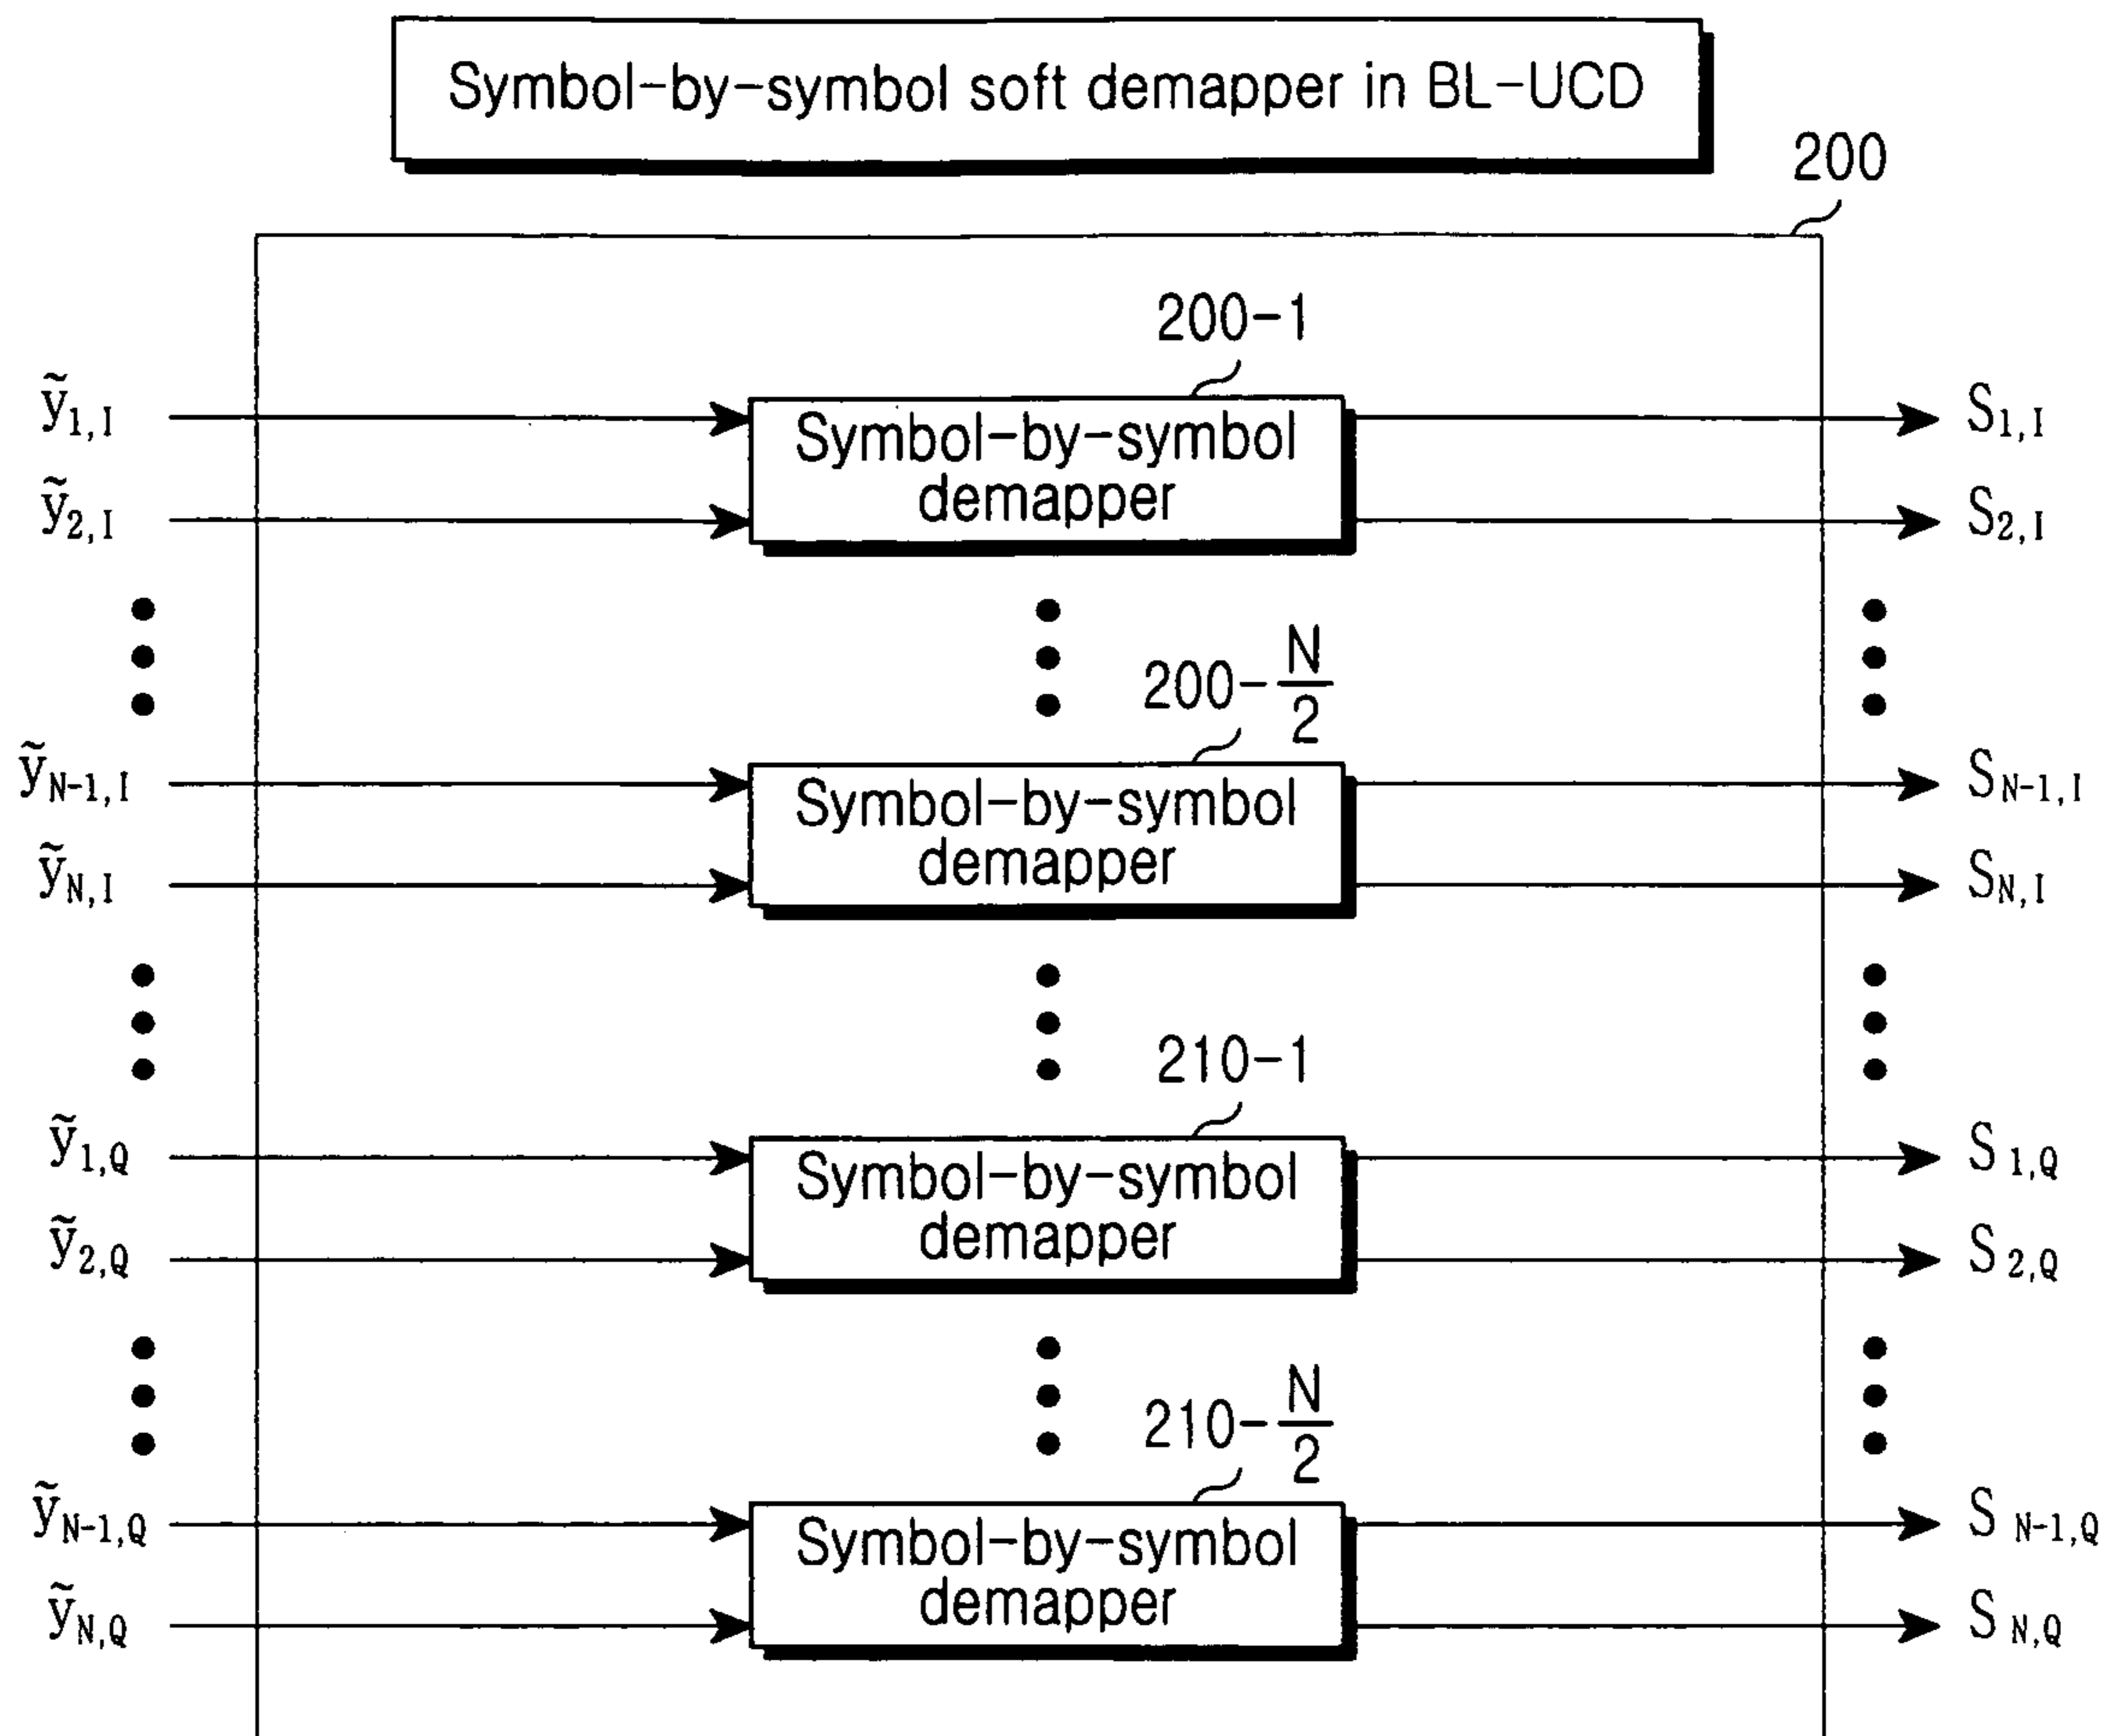 Symbol-by-symbol soft demapper in BL-UCD
200
200-1
ỹ1,I
Symbol-by-symbol
demapper
S1,I
ỹ2,I
S2,I
200-N/2
ỹN-1,I
Symbol-by-symbol
demapper
SN-1,I
ỹN,I
SN,I
210-1
ỹ1,Q
Symbol-by-symbol
demapper
S1,Q
ỹ2,Q
S2,Q
210-N/2
ỹN-1,Q
Symbol-by-symbol
demapper
SN-1,Q
ỹN,Q
SN,Q